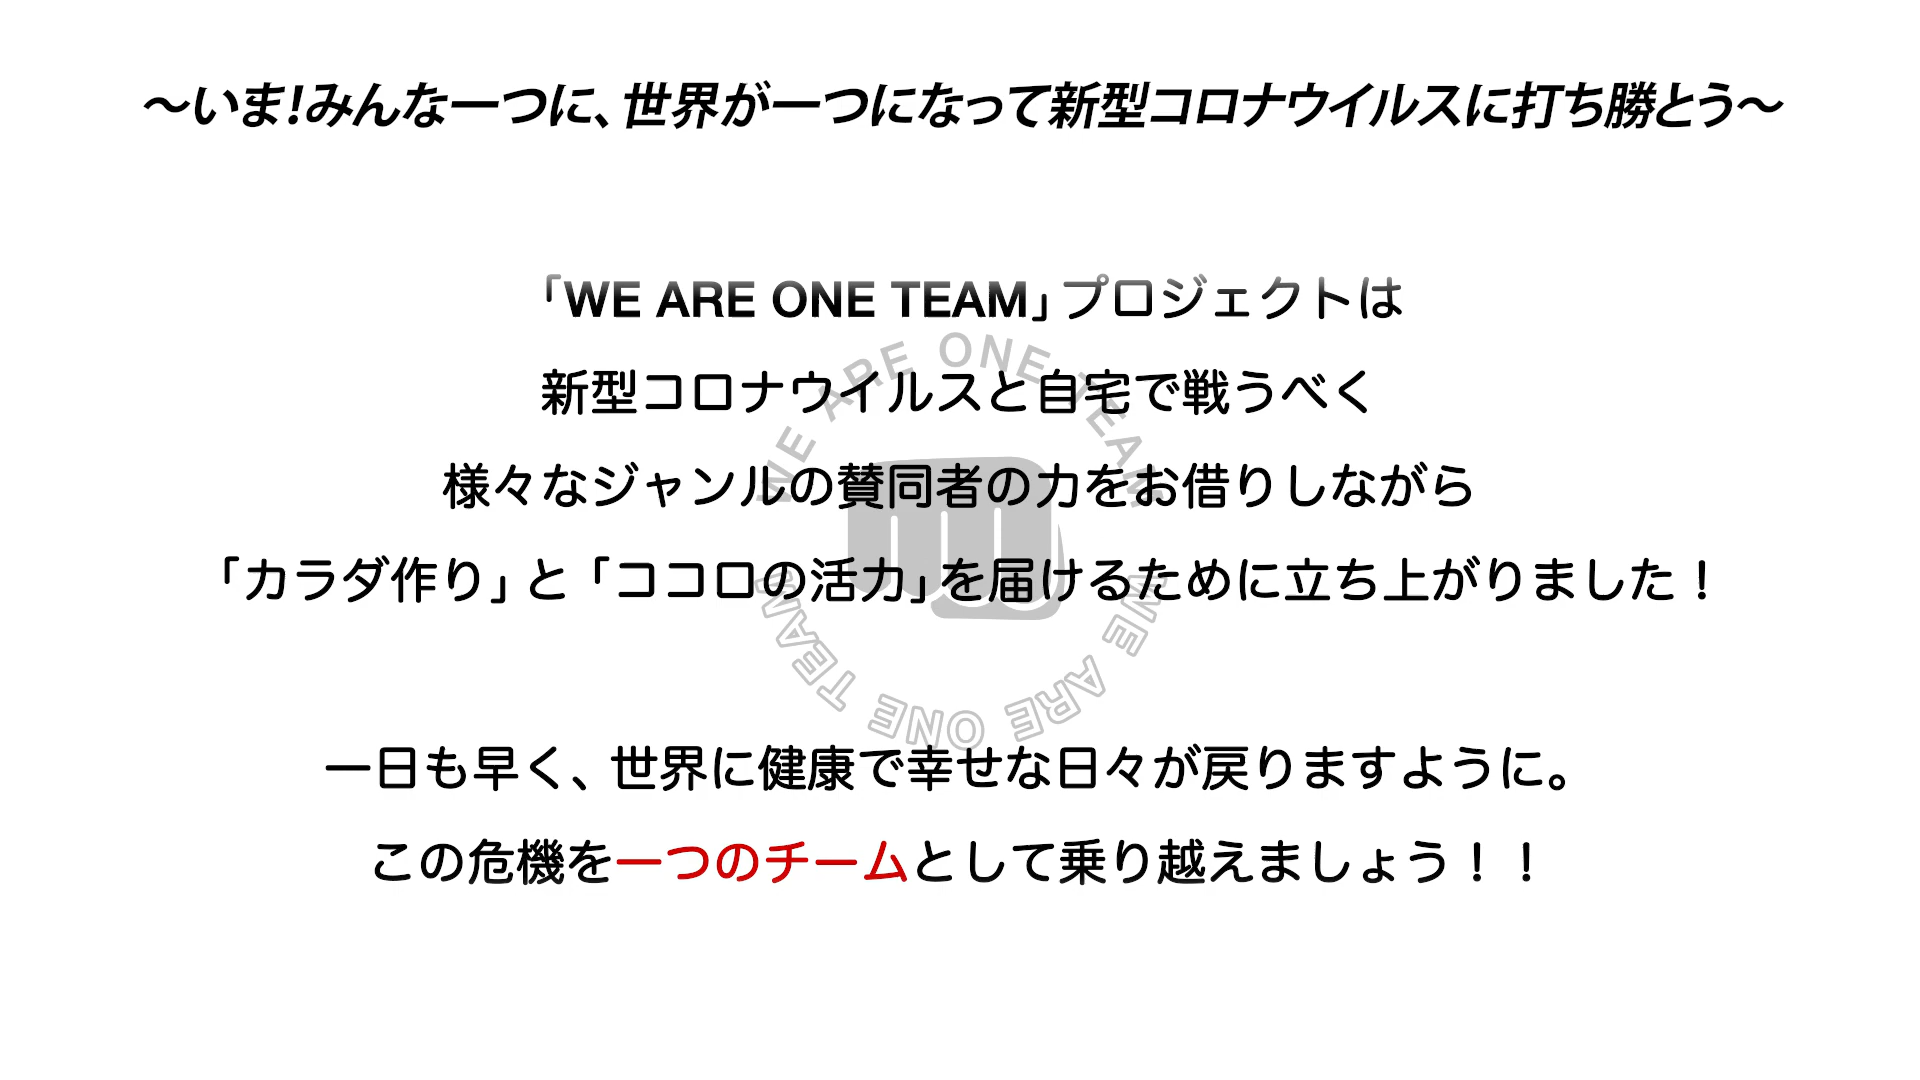 ～いま!みんな一つに、世界が一つになって新型コロナウイルスに打ち勝とう～
「WE ARE ONE TEAM」プロジェクトは
新型コロナウイルスと自宅で戦うべく
様々なジャンルの賛同者の力をお借りしながら
「カラダ作り」と「ココロの活力」を届けるために立ち上がりました！
一日も早く、世界に健康で幸せな日々が戻りますように。
この危機を一つのチームとして乗り越えましょう！！
WE ARE ONE TEAM
WE ARE ONE TEAM